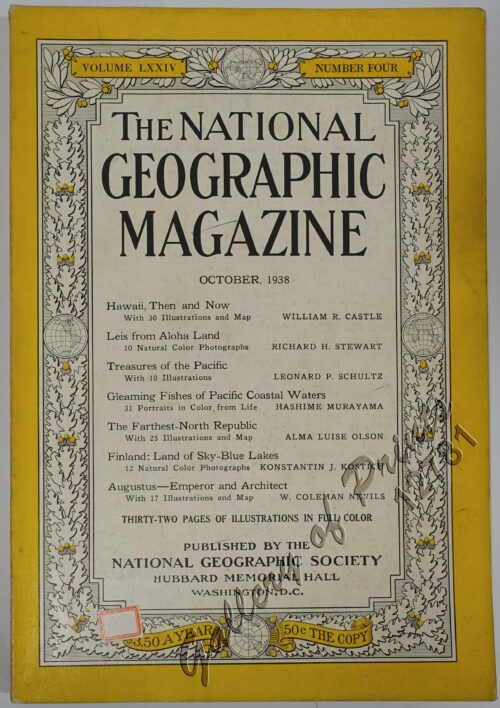 VOLUME LXXIV NUMBER FOUR
THE NATIONAL
GEOGRAPHIC
MAGAZINE
OCTOBER, 1938
Hawaii, Then and Now
With 30 Illustrations and Map WILLIAM R. CASTLE
Leis from Aloha Land
10 Natural Color Photographs RICHARD H. STEWART
Treasures of the Pacific
With 10 Illustrations LEONARD P. SCHULTZ
Gleaming Fishes of Pacific Coastal Waters
31 Portraits in Color from Life HASHIME MURAYAMA
The Farthest-North Republic
With 25 Illustrations and Map ALMA LUISE OLSON
Finland: Land of Sky-Blue Lakes
12 Natural Color Photographs KONSTANTIN J. KOSTICH
Augustus—Emperor and Architect
With 17 Illustrations and Map W. COLEMAN NEVILS
THIRTY-TWO PAGES OF ILLUSTRATIONS IN FULL COLOR
PUBLISHED BY THE
NATIONAL GEOGRAPHIC SOCIETY
HUBBARD MEMORIAL HALL
WASHINGTON, D.C.
$3.50 A YEAR 50c THE COPY
Gallery of Prints